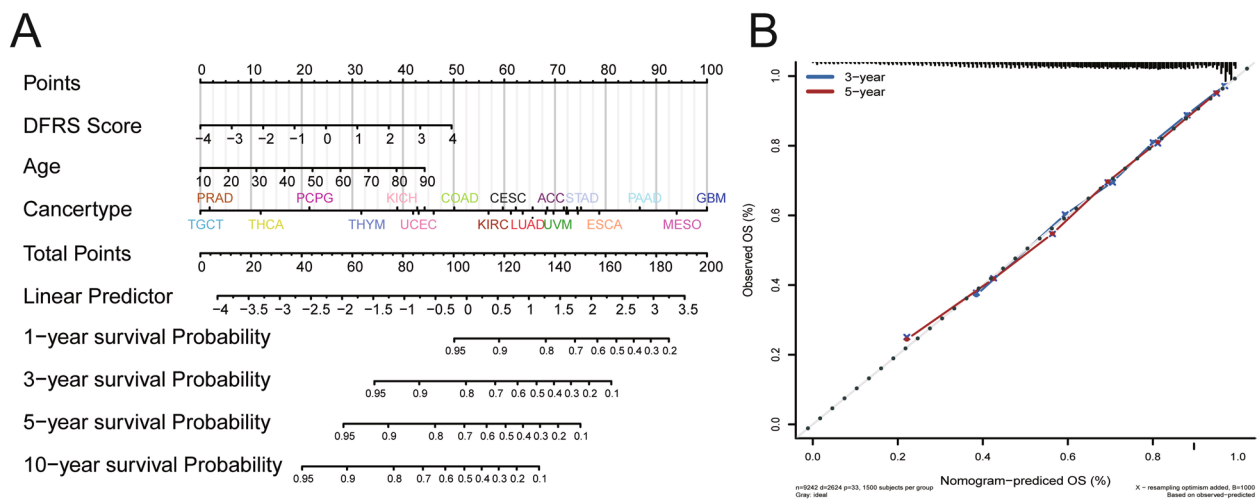 A
Points
0 10 20 30 40 50 60 70 80 90 100
DFRS Score
−4 −3 −2 −1 0 1 2 3 4
Age
10 20 30 40 50 60 70 80 90
PRAD PCPG KICH COAD CESC ACC STAD PAAD GBM
Cancertype
TGCT THCA THYM UCEC KIRC LUAD UVM ESCA MESO
Total Points
0 20 40 60 80 100 120 140 160 180 200
Linear Predictor
−4 −3.5 −3 −2.5 −2 −1.5 −1 −0.5 0 0.5 1 1.5 2 2.5 3 3.5
1−year survival Probability
0.95 0.9 0.8 0.7 0.6 0.5 0.4 0.3 0.2
3−year survival Probability
0.95 0.9 0.8 0.7 0.6 0.5 0.4 0.3 0.2 0.1
5−year survival Probability
0.95 0.9 0.8 0.7 0.6 0.5 0.4 0.3 0.2 0.1
10−year survival Probability
0.95 0.9 0.8 0.7 0.6 0.5 0.4 0.3 0.2 0.1
B
3−year
5−year
Observed OS (%)
1.0
0.8
0.6
0.4
0.2
0.0
0.0 0.2 0.4 0.6 0.8 1.0
Nomogram−prediced OS (%)
n=9242 d=2624 p=33, 1500 subjects per group
Gray: ideal
X − resampling optimism added, B=1000
Based on observed−predicted